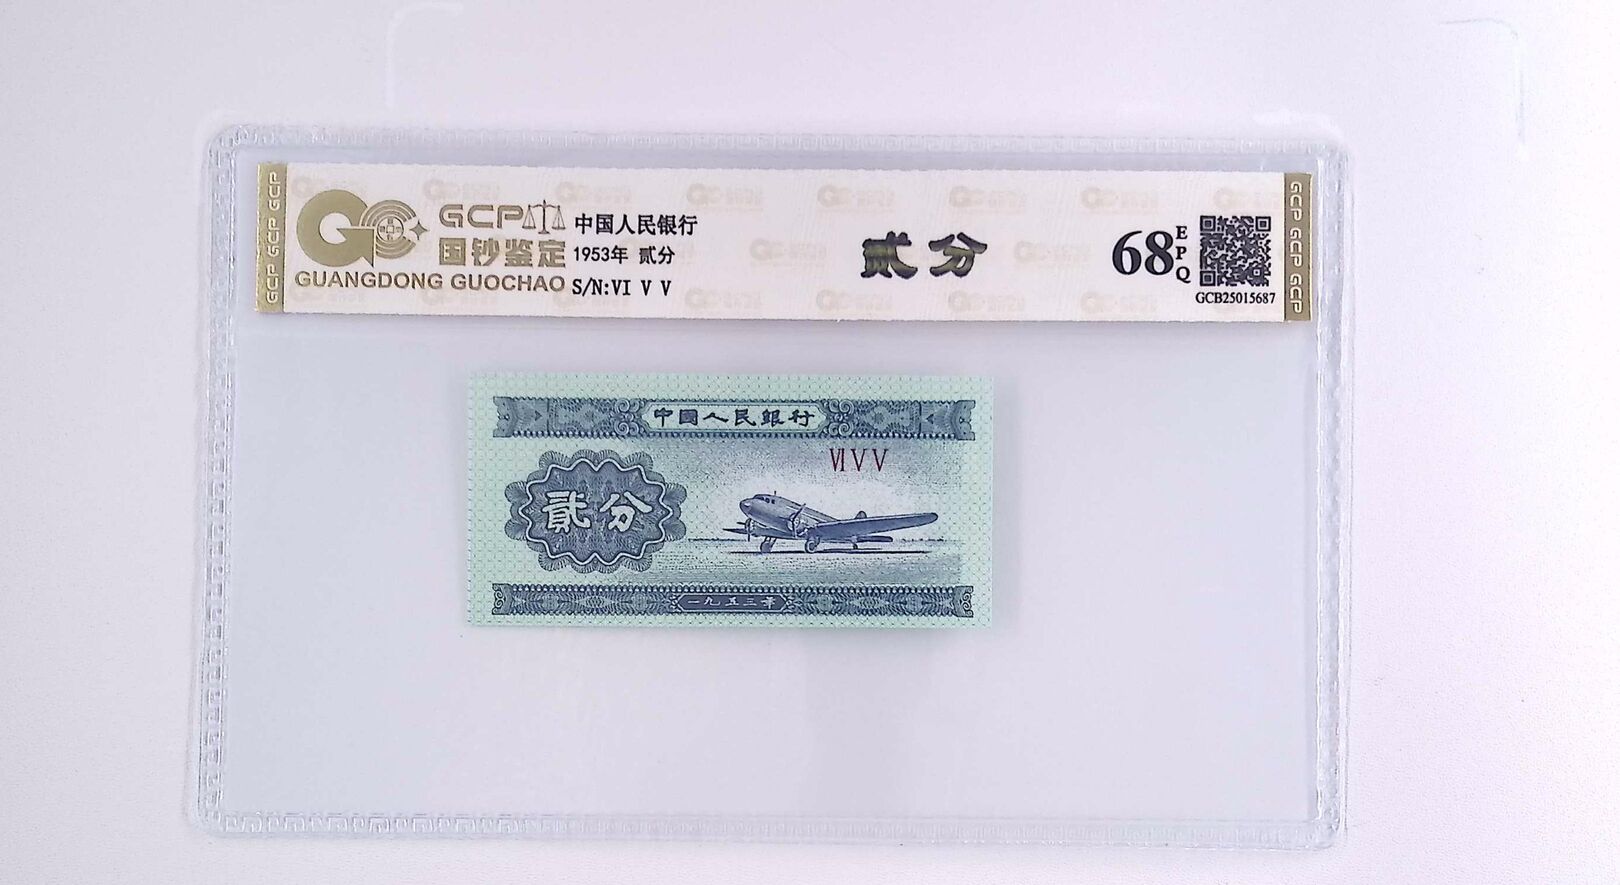 GCP GCP GCP
GCP
国钞鉴定
GUANGDONG GUOCHAO
中国人民银行
1953年 贰分
S/N:VI V V
贰分
68
EPQ
GCB25015687
GCP GCP GCP
中國人民銀行
VI V V
貳分
一九五三年